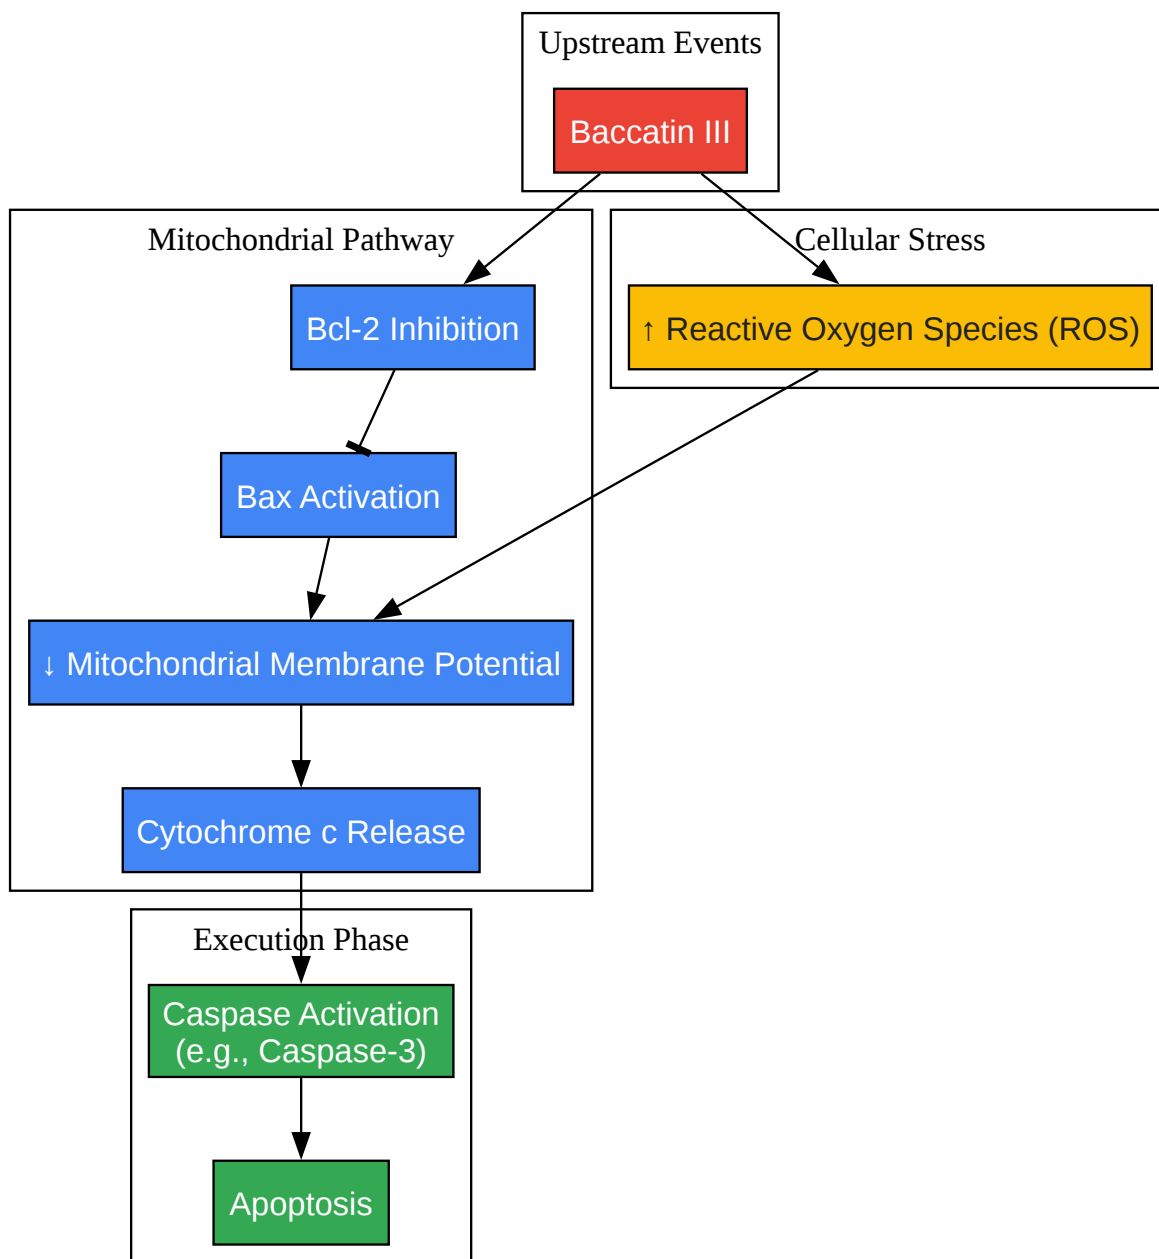 Upstream Events
Baccatin III
Mitochondrial Pathway
Cellular Stress
Bcl-2 Inhibition
↑ Reactive Oxygen Species (ROS)
Bax Activation
↓ Mitochondrial Membrane Potential
Cytochrome c Release
Execution Phase
Caspase Activation
(e.g., Caspase-3)
Apoptosis